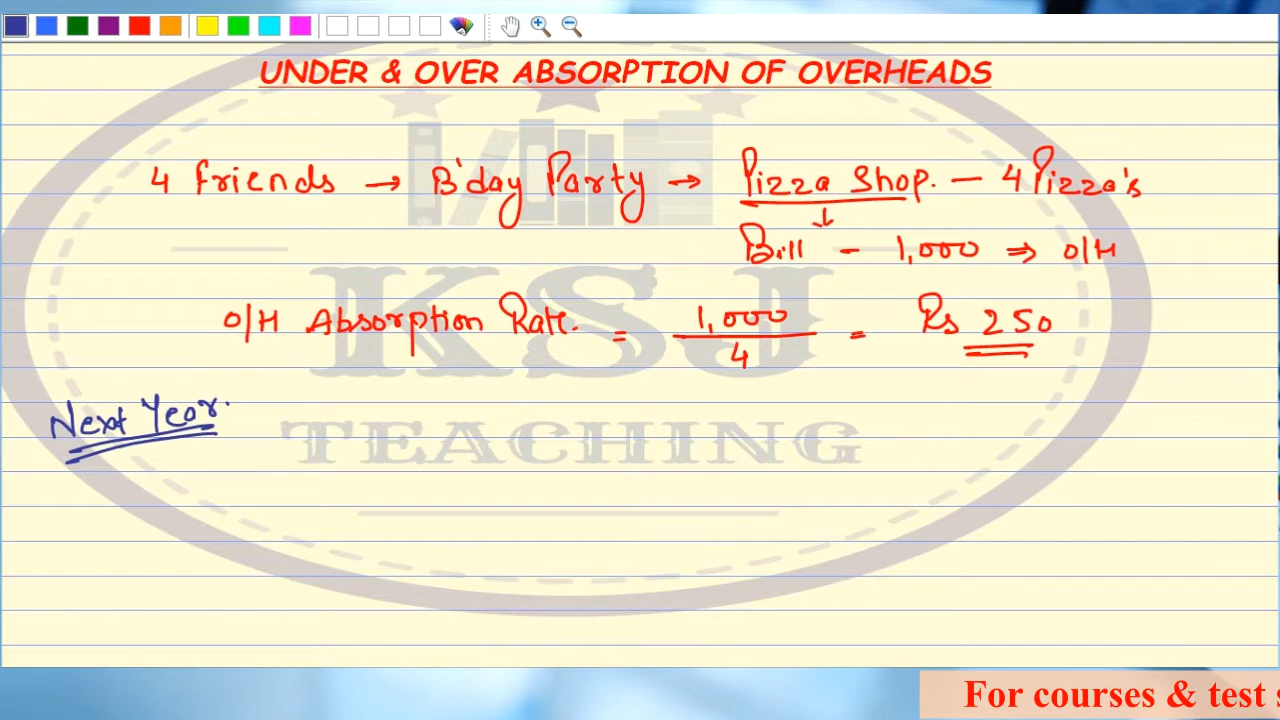 UNDER & OVER ABSORPTION OF OVERHEADS
4 Friends → B'day Party → Pizza Shop. – 4 Pizza's
↓
Bill – 1,000 ⇒ O/H
O/H Absorption Rate. = 1,000 / 4 = Rs 250
Next Year.
KSJ
TEACHING
For courses & test s